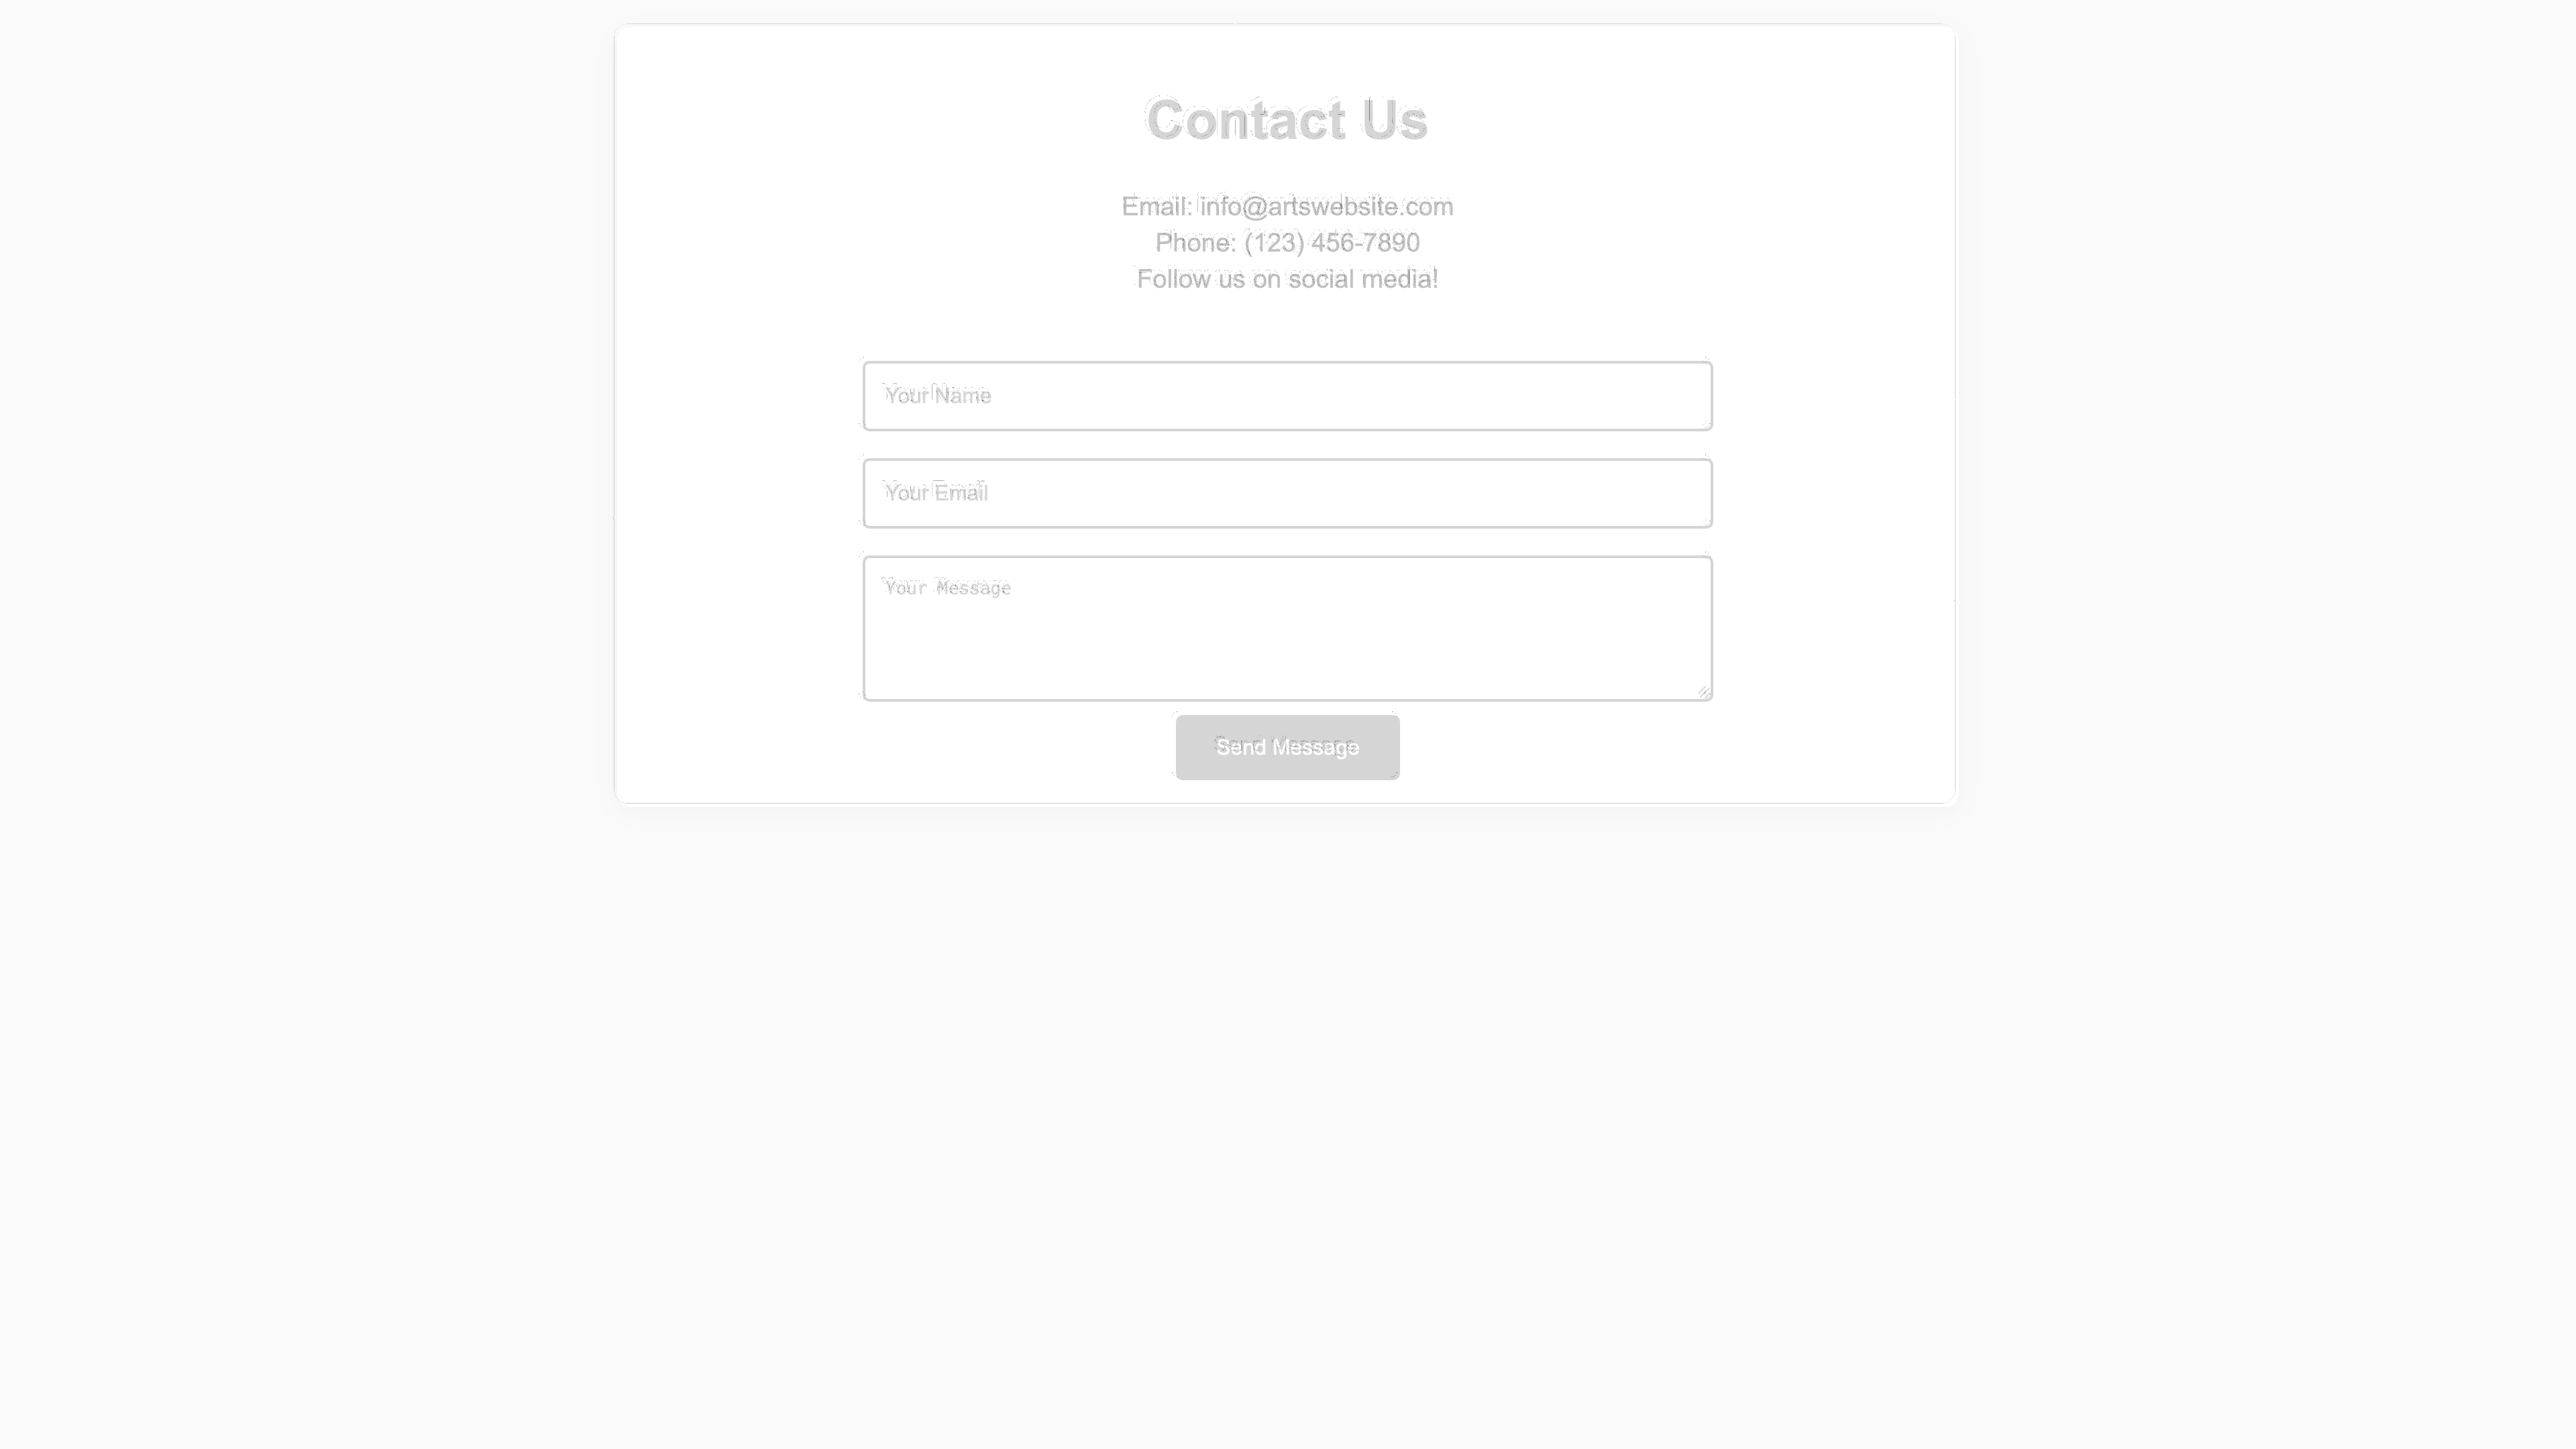 Contact Us
Email: info@artswebsite.com
Phone: (123) 456-7890
Follow us on social media!
Your Name
Your Email
Your Message
Send Message